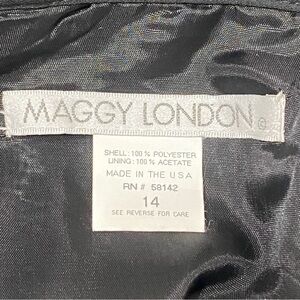 MAGGY LONDON®
SHELL: 100% POLYESTER
LINING: 100% ACETATE
MADE IN THE U S A
RN # 58142
14
SEE REVERSE FOR CARE